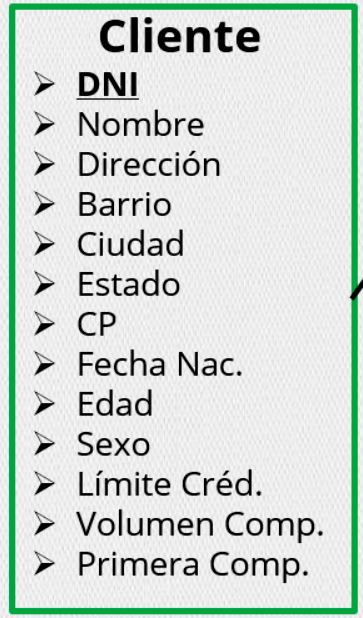 Cliente
DNI
Nombre
Dirección
Barrio
Ciudad
Estado
CP
Fecha Nac.
Edad
Sexo
Límite Créd.
Volumen Comp.
Primera Comp.